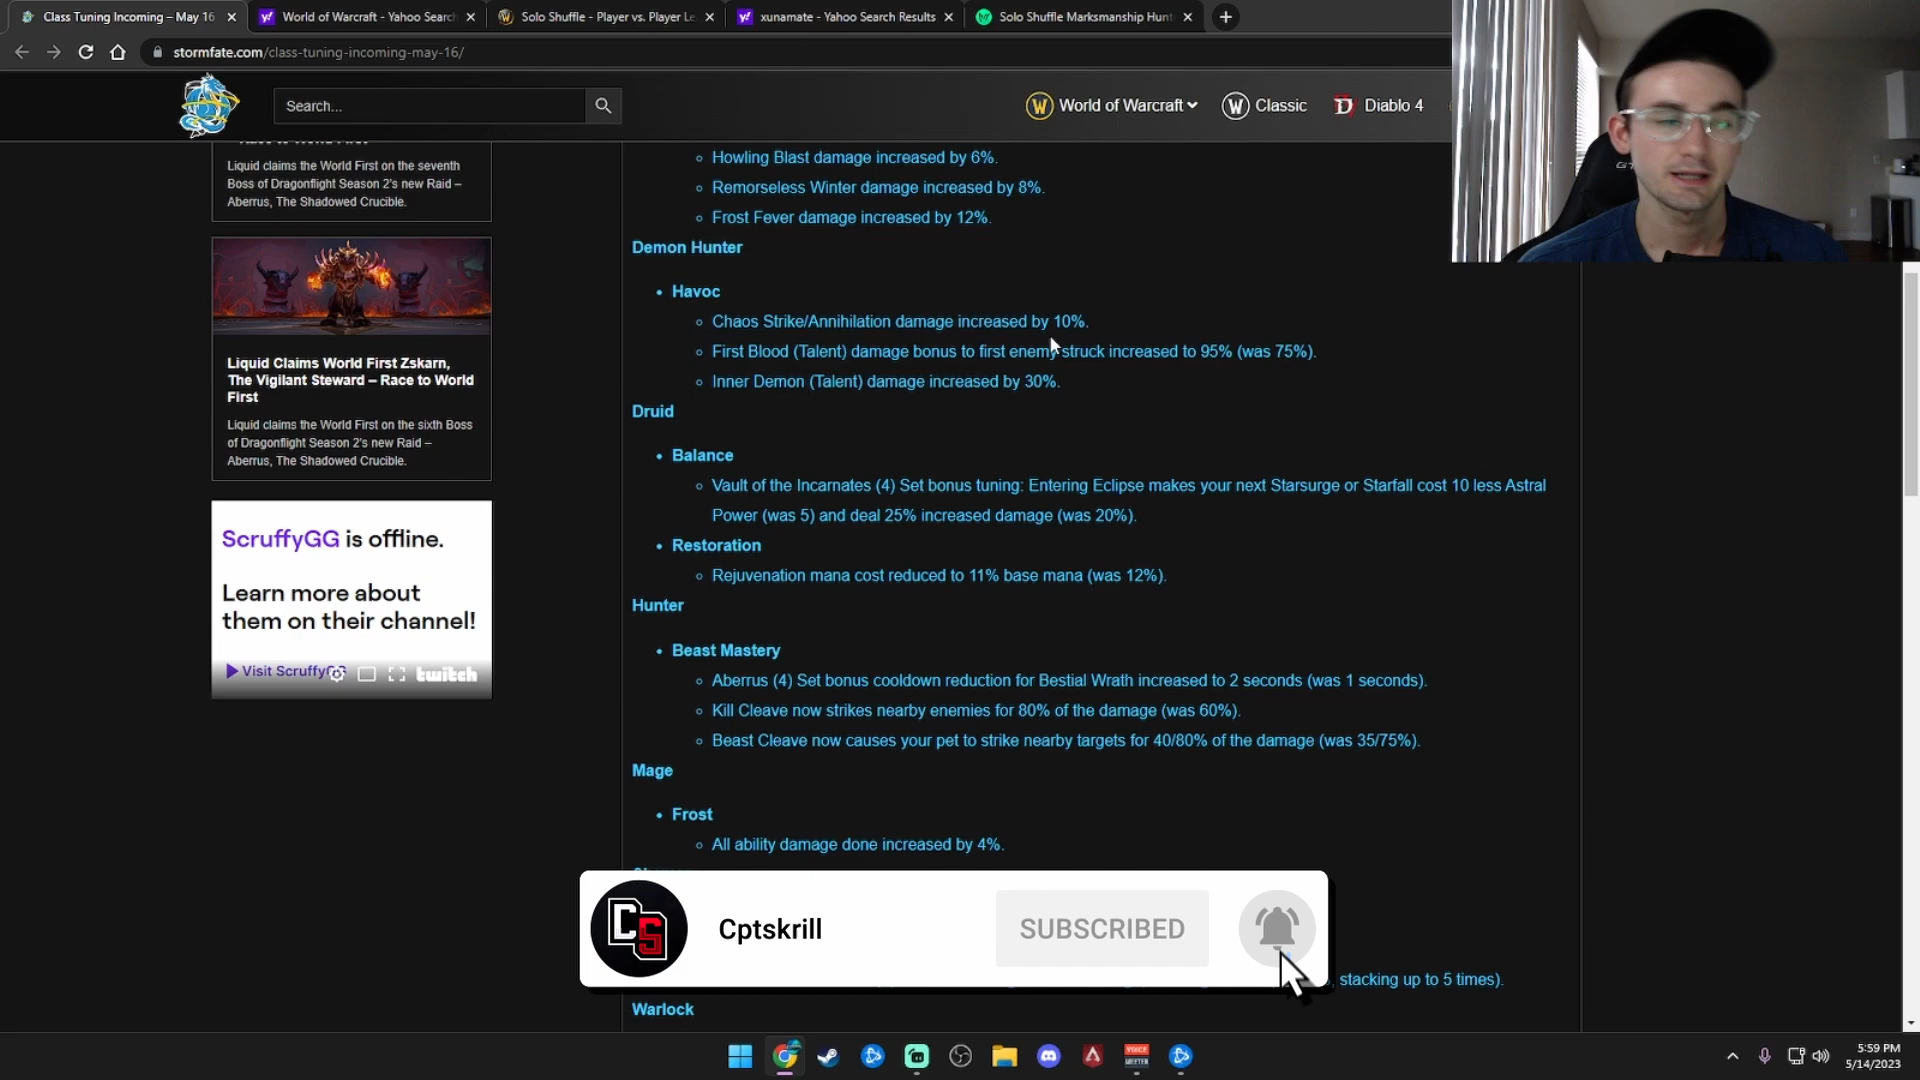 Class Tuning Incoming – May 16
World of Warcraft - Yahoo Search
Solo Shuffle - Player vs. Player Le
xunamate - Yahoo Search Results
Solo Shuffle Marksmanship Hunt
stormfate.com/class-tuning-incoming-may-16/
Search...
World of Warcraft
Classic
Diablo 4
Liquid claims the World First on the seventh
Boss of Dragonflight Season 2's new Raid –
Aberrus, The Shadowed Crucible.
Liquid Claims World First Zskarn,
The Vigilant Steward – Race to World
First
Liquid claims the World First on the sixth Boss
of Dragonflight Season 2's new Raid –
Aberrus, The Shadowed Crucible.
ScruffyGG is offline.
Learn more about
them on their channel!
Visit ScruffyGG
twitch
Howling Blast damage increased by 6%.
Remorseless Winter damage increased by 8%.
Frost Fever damage increased by 12%.
Demon Hunter
Havoc
Chaos Strike/Annihilation damage increased by 10%.
First Blood (Talent) damage bonus to first enemy struck increased to 95% (was 75%).
Inner Demon (Talent) damage increased by 30%.
Druid
Balance
Vault of the Incarnates (4) Set bonus tuning: Entering Eclipse makes your next Starsurge or Starfall cost 10 less Astral
Power (was 5) and deal 25% increased damage (was 20%).
Restoration
Rejuvenation mana cost reduced to 11% base mana (was 12%).
Hunter
Beast Mastery
Aberrus (4) Set bonus cooldown reduction for Bestial Wrath increased to 2 seconds (was 1 seconds).
Kill Cleave now strikes nearby enemies for 80% of the damage (was 60%).
Beast Cleave now causes your pet to strike nearby targets for 40/80% of the damage (was 35/75%).
Mage
Frost
All ability damage done increased by 4%.
CS
Cptskrill
SUBSCRIBED
, stacking up to 5 times).
Warlock
VOICE
MEETER
5:59 PM
5/14/2023